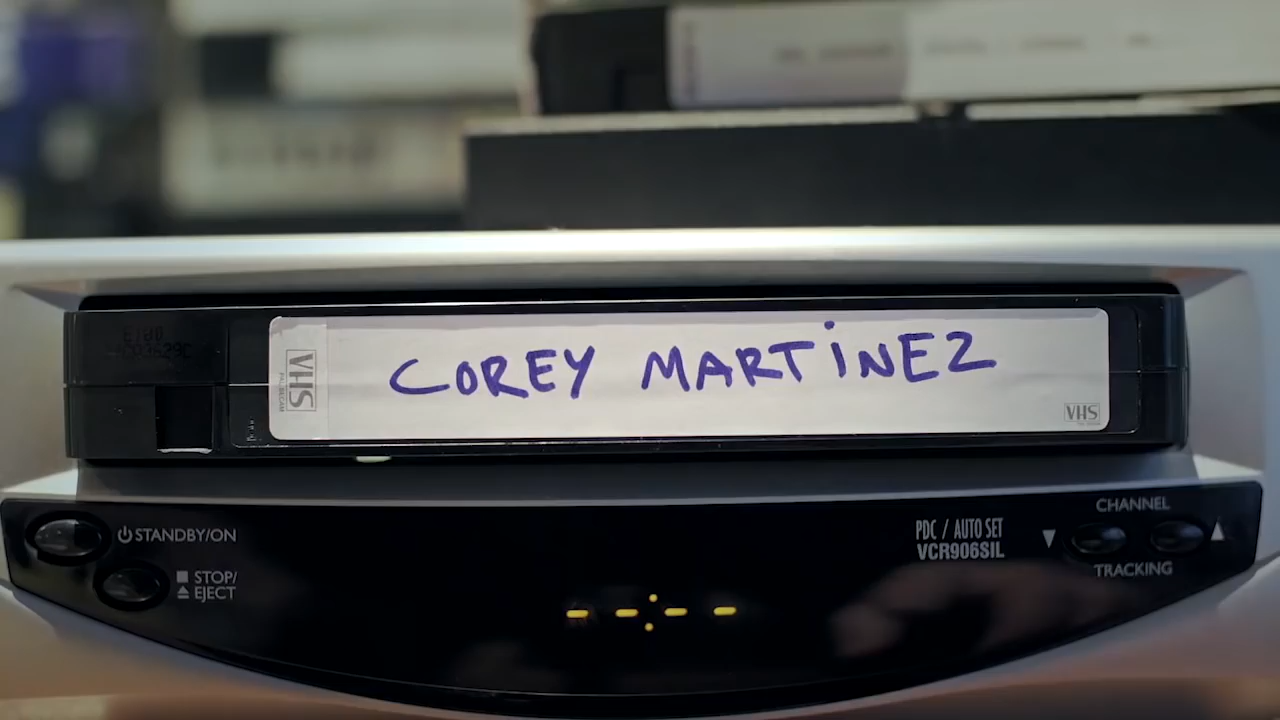 VHS
COREY MARTiNEZ
VHS
STANDBY/ON
STOP/
EJECT
PDC / AUTO SET
VCR906SIL
CHANNEL
TRACKING